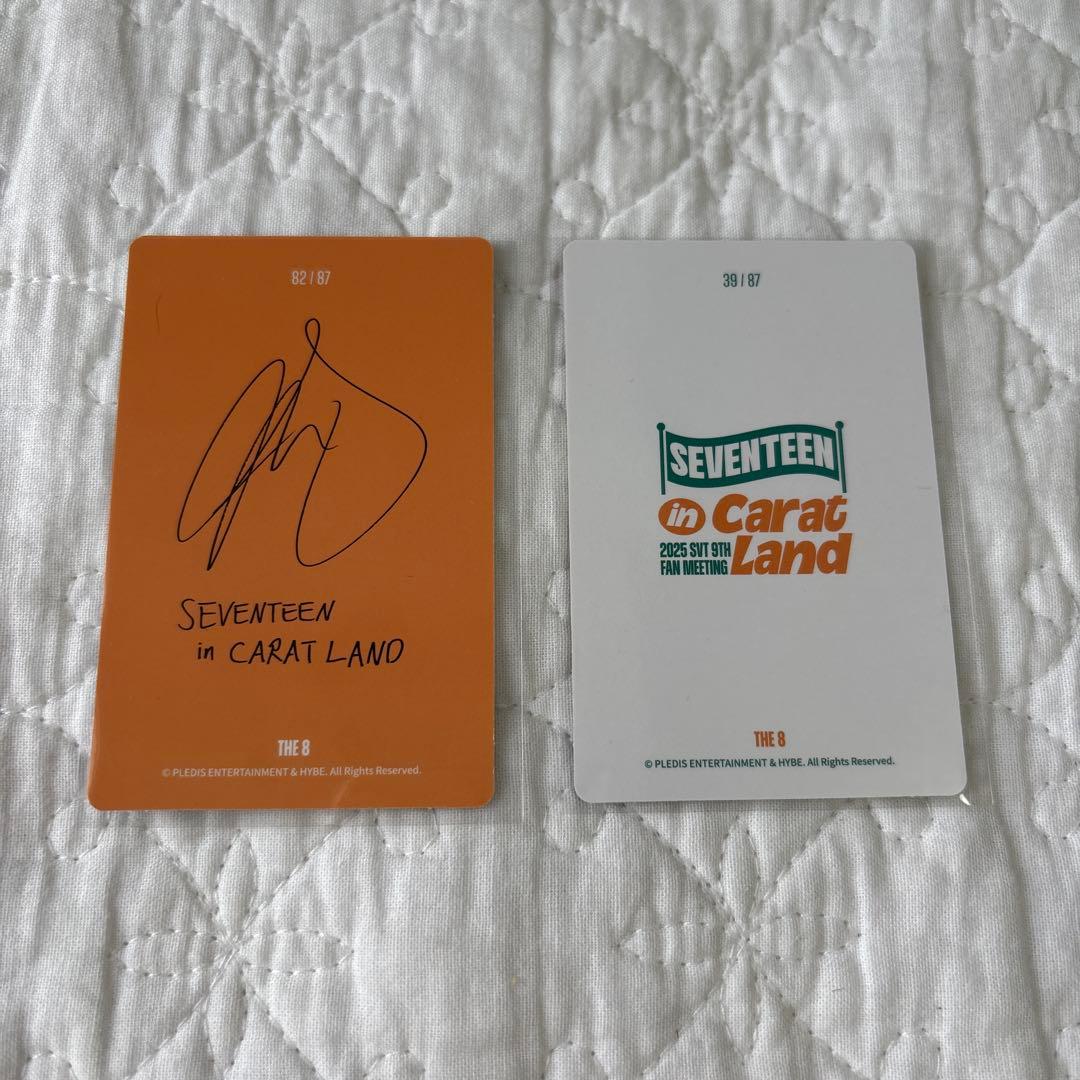 82 / 87
SEVENTEEN
in CARAT LAND
THE 8
© PLEDIS ENTERTAINMENT & HYBE. All Rights Reserved.
39 / 87
SEVENTEEN
in Carat
2025 SVT 9TH
FAN MEETING
Land
THE 8
© PLEDIS ENTERTAINMENT & HYBE. All Rights Reserved.